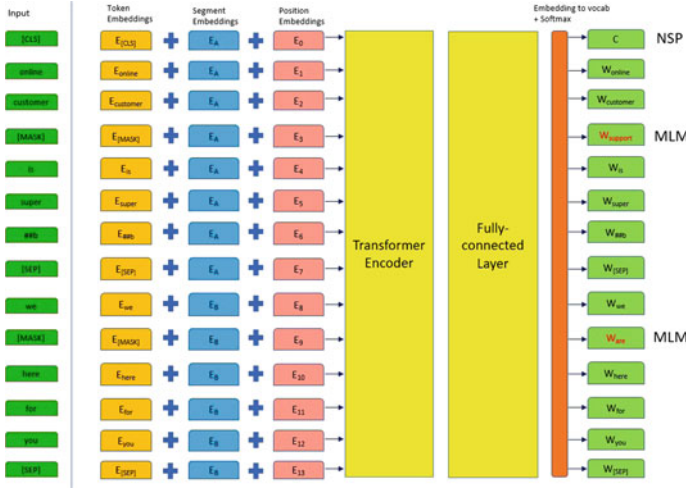 Input
Token Embeddings
Segment Embeddings
Position Embeddings
Embedding to vocab + Softmax
[CLS] E[CLS] EA E0 C NSP
online Eonline EA E1 Wonline
customer Ecustomer EA E2 Wcustomer
[MASK] E[MASK] EA E3 Wsupport MLM
is Eis EA E4 Wis
super Esuper EA E5 Wsuper
##b E##b EA E6 W##b
Transformer Encoder
Fully-connected Layer
[SEP] E[SEP] EA E7 W[SEP]
we Ewe EB E8 Wwe
[MASK] E[MASK] EB E9 Ware MLM
here Ehere EB E10 Where
for Efor EB E11 Wfor
you Eyou EB E12 Wyou
[SEP] E[SEP] EB E13 W[SEP]